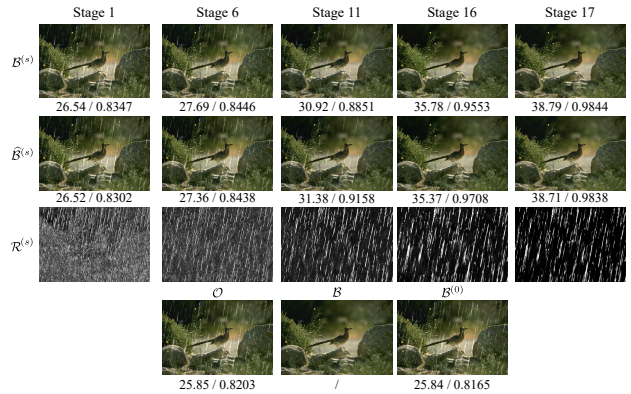 Stage 1 Stage 6 Stage 11 Stage 16 Stage 17
𝓑⁽ˢ⁾
26.54 / 0.8347 27.69 / 0.8446 30.92 / 0.8851 35.78 / 0.9553 38.79 / 0.9844
𝓑̂⁽ˢ⁾
26.52 / 0.8302 27.36 / 0.8438 31.38 / 0.9158 35.37 / 0.9708 38.71 / 0.9838
𝓡⁽ˢ⁾
𝒪 𝓑 𝓑⁽⁰⁾
25.85 / 0.8203 / 25.84 / 0.8165